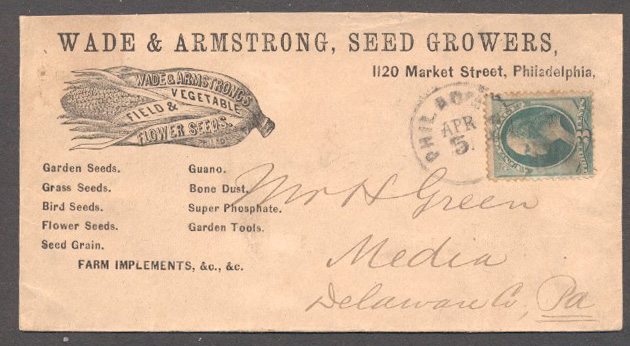 WADE & ARMSTRONG, SEED GROWERS,
1120 Market Street, Philadelphia,
WADE & ARMSTRONG'S
VEGETABLE
FIELD &
FLOWER SEEDS.
PHILAD
APR
5.
Garden Seeds.
Grass Seeds.
Bird Seeds.
Flower Seeds.
Seed Grain.
Guano.
Bone Dust.
Super Phosphate.
Garden Tools.
FARM IMPLEMENTS, &c., &c.
Mr H Green
Media
Delaware Co, Pa